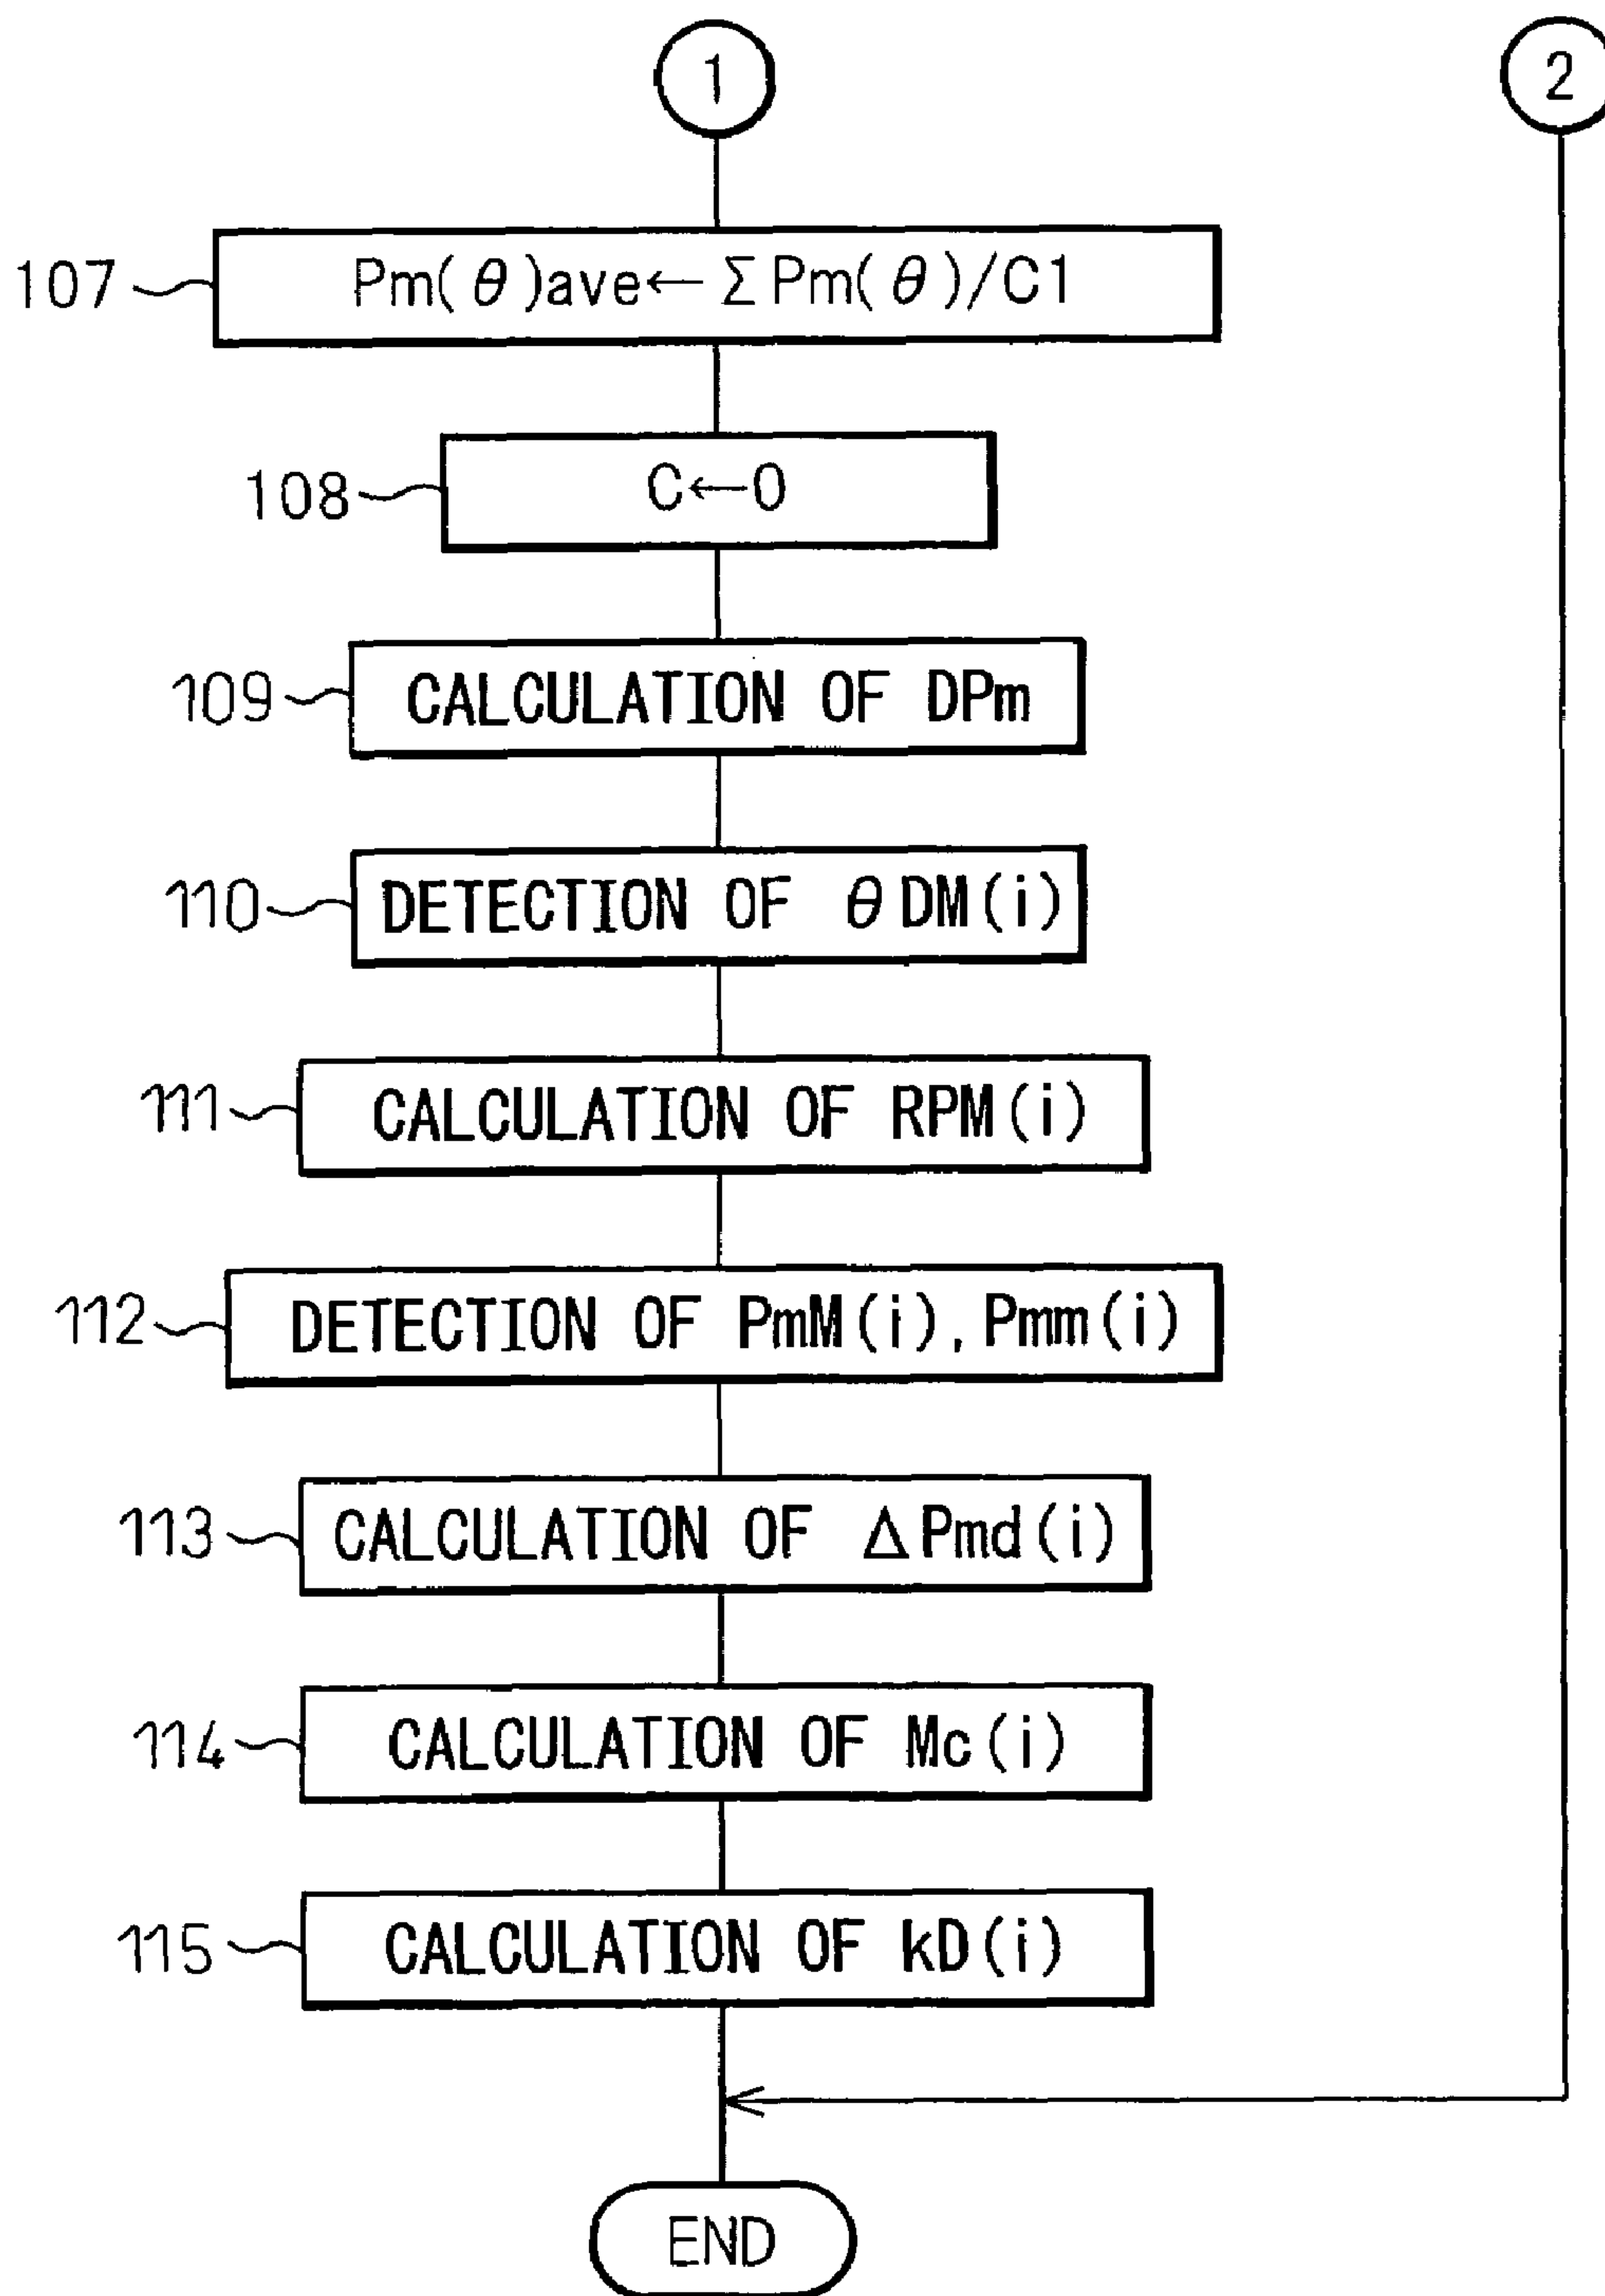 1
2
107
Pm(θ)ave←ΣPm(θ)/C1
108
C←0
109
CALCULATION OF DPm
110
DETECTION OF θDM(i)
111
CALCULATION OF RPM(i)
112
DETECTION OF PmM(i), Pmm(i)
113
CALCULATION OF ΔPmd(i)
114
CALCULATION OF Mc(i)
115
CALCULATION OF kD(i)
END